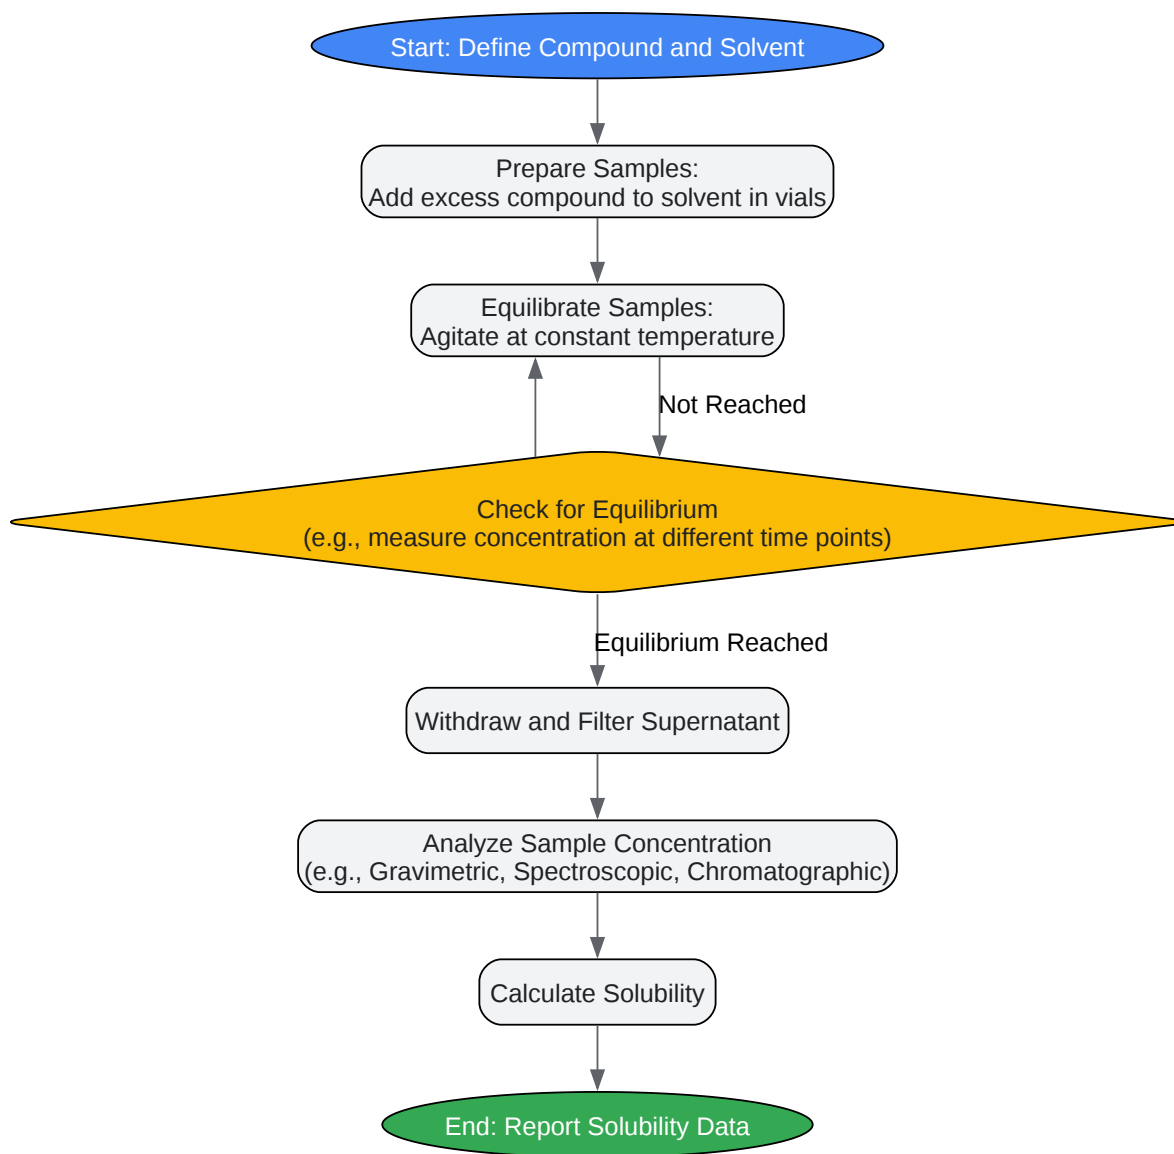 Start: Define Compound and Solvent
Prepare Samples:
Add excess compound to solvent in vials
Equilibrate Samples:
Agitate at constant temperature
Not Reached
Check for Equilibrium
(e.g., measure concentration at different time points)
Equilibrium Reached
Withdraw and Filter Supernatant
Analyze Sample Concentration
(e.g., Gravimetric, Spectroscopic, Chromatographic)
Calculate Solubility
End: Report Solubility Data